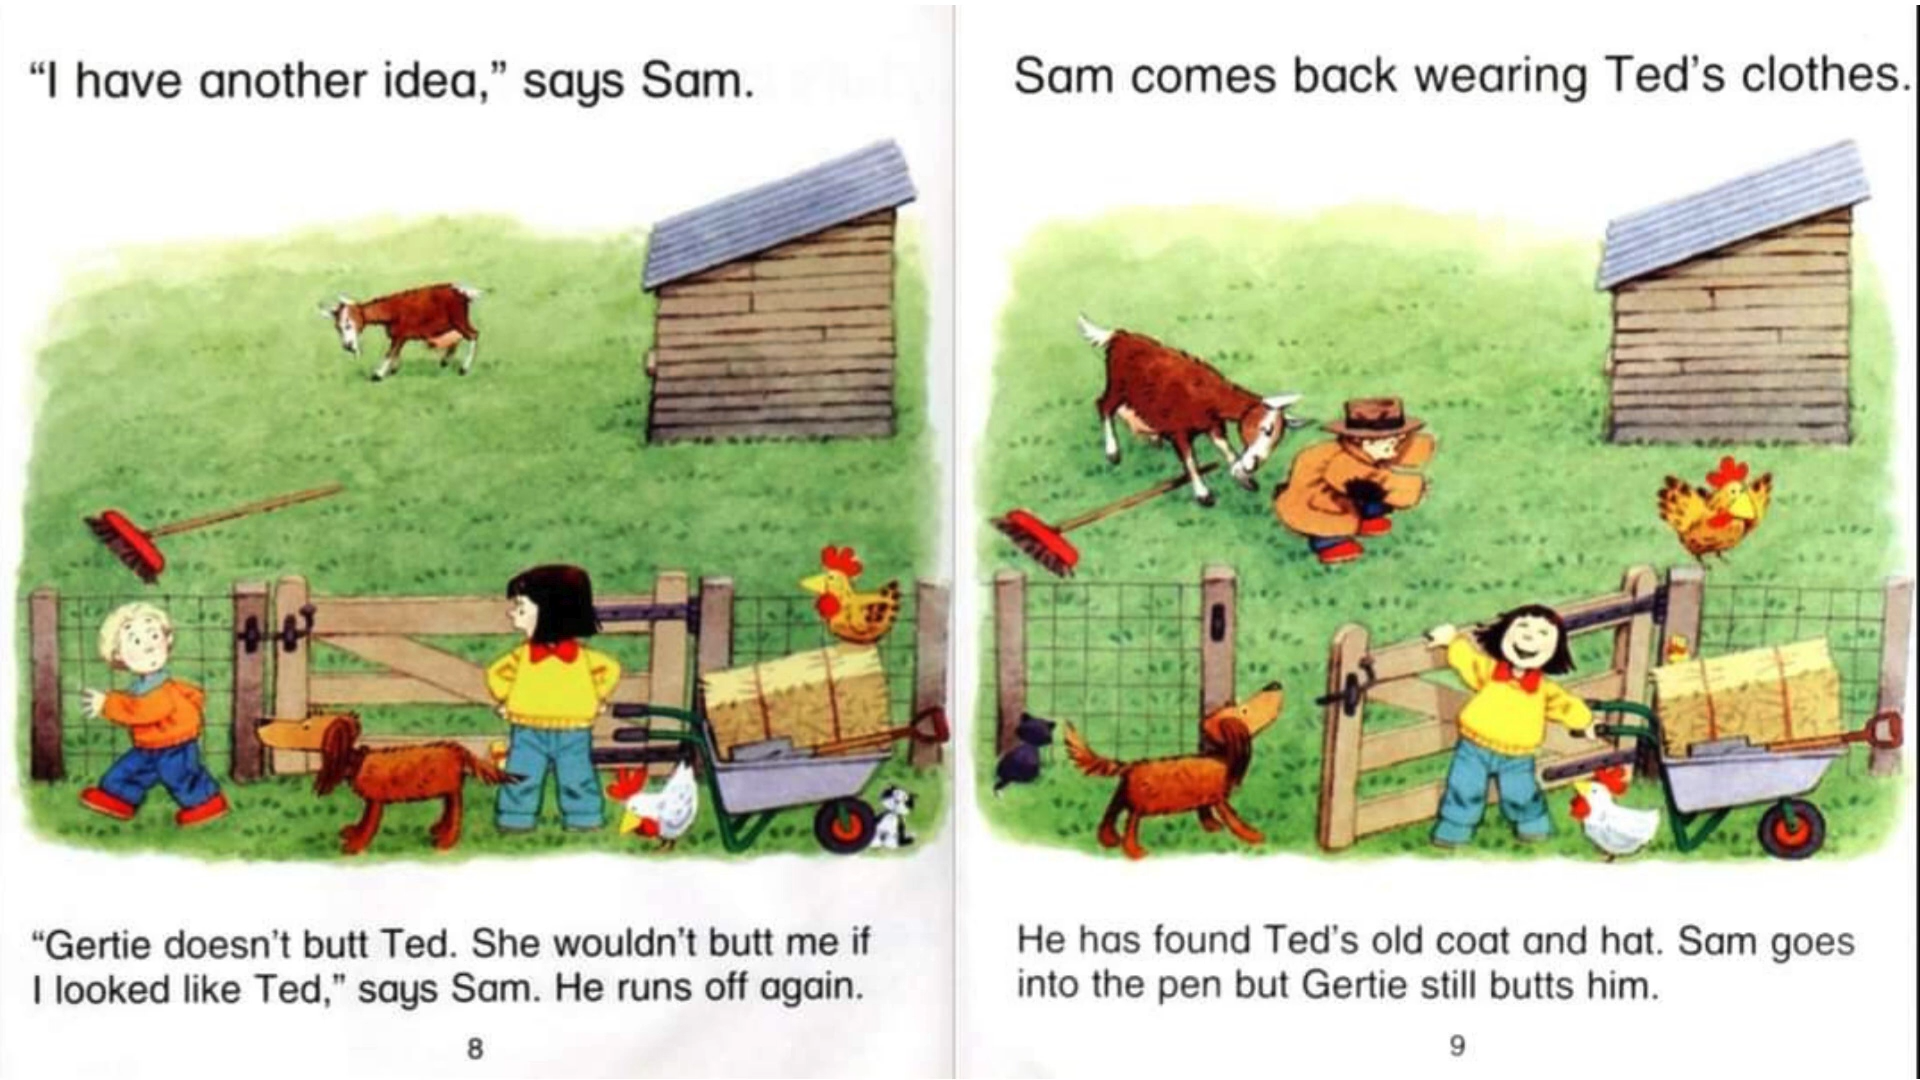 “I have another idea,” says Sam.
“Gertie doesn't butt Ted. She wouldn't butt me if
I looked like Ted,” says Sam. He runs off again.
8
Sam comes back wearing Ted's clothes.
He has found Ted's old coat and hat. Sam goes
into the pen but Gertie still butts him.
9